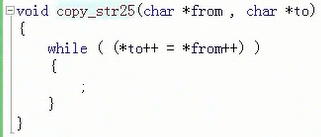 void copy_str25(char *from , char *to)
{
while ( (*to++ = *from++) )
{
;
}
}